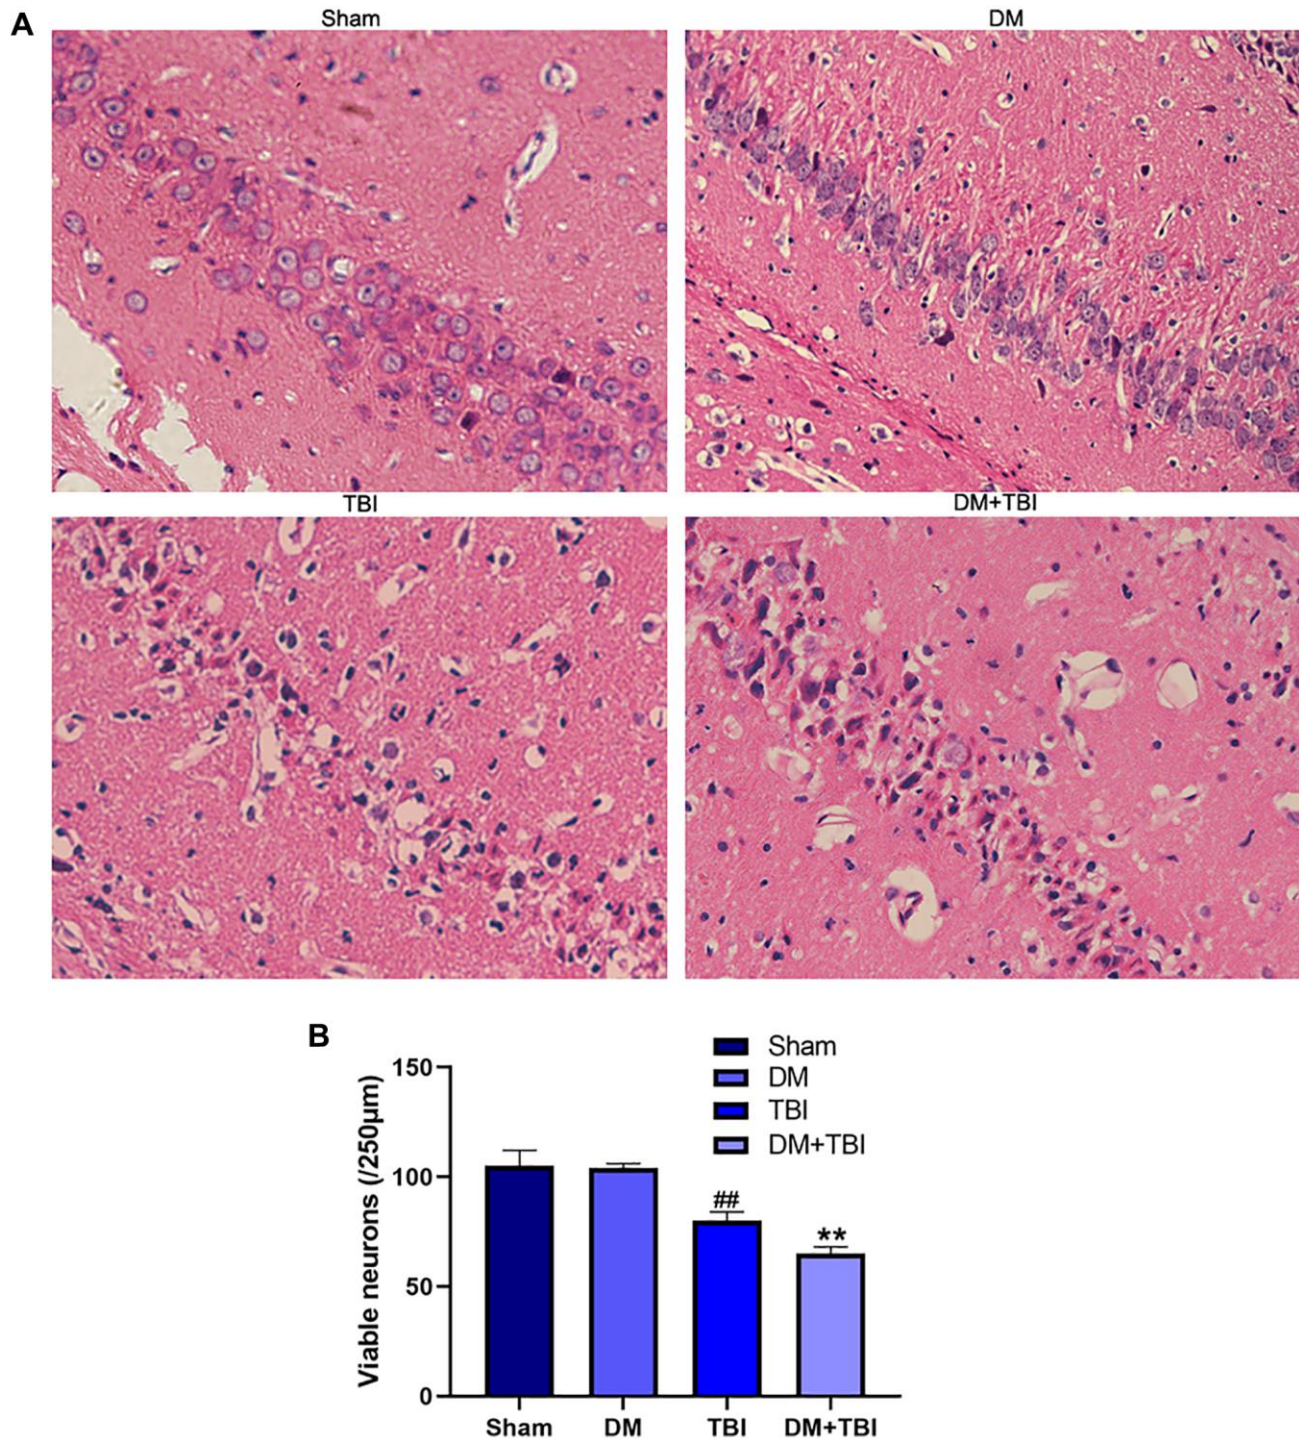 A
Sham
DM
TBI
DM+TBI
B
Sham
DM
TBI
DM+TBI
Viable neurons (/250μm)
150
100
50
0
##
**
Sham
DM
TBI
DM+TBI